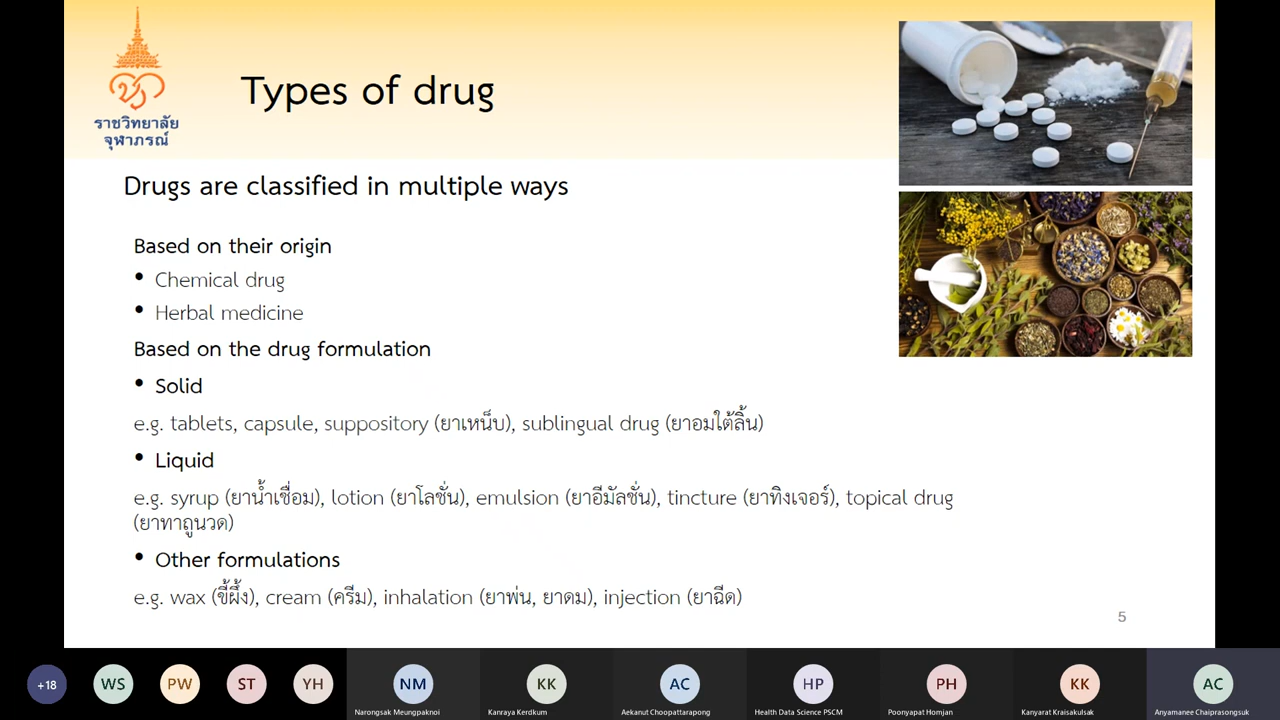 ราชวิทยาลัย
จุฬาภรณ์
Types of drug
Drugs are classified in multiple ways
Based on their origin
• Chemical drug
• Herbal medicine
Based on the drug formulation
• Solid
e.g. tablets, capsule, suppository (ยาเหน็บ), sublingual drug (ยาอมใต้ลิ้น)
• Liquid
e.g. syrup (ยาน้ำเชื่อม), lotion (ยาโลชั่น), emulsion (ยาอีมัลชั่น), tincture (ยาทิงเจอร์), topical drug
(ยาทาถูนวด)
• Other formulations
e.g. wax (ขี้ผึ้ง), cream (ครีม), inhalation (ยาพ่น, ยาดม), injection (ยาฉีด)
5
+18 WS PW ST YH NM KK AC HP PH KK AC
Narongsak Meungpaknoi Kanraya Kerdkum Aekanut Choopattarapong Health Data Science PSCM Poonyapat Homjan Kanyarat Kraisakulsak Anyamanee Chaiprasongsuk